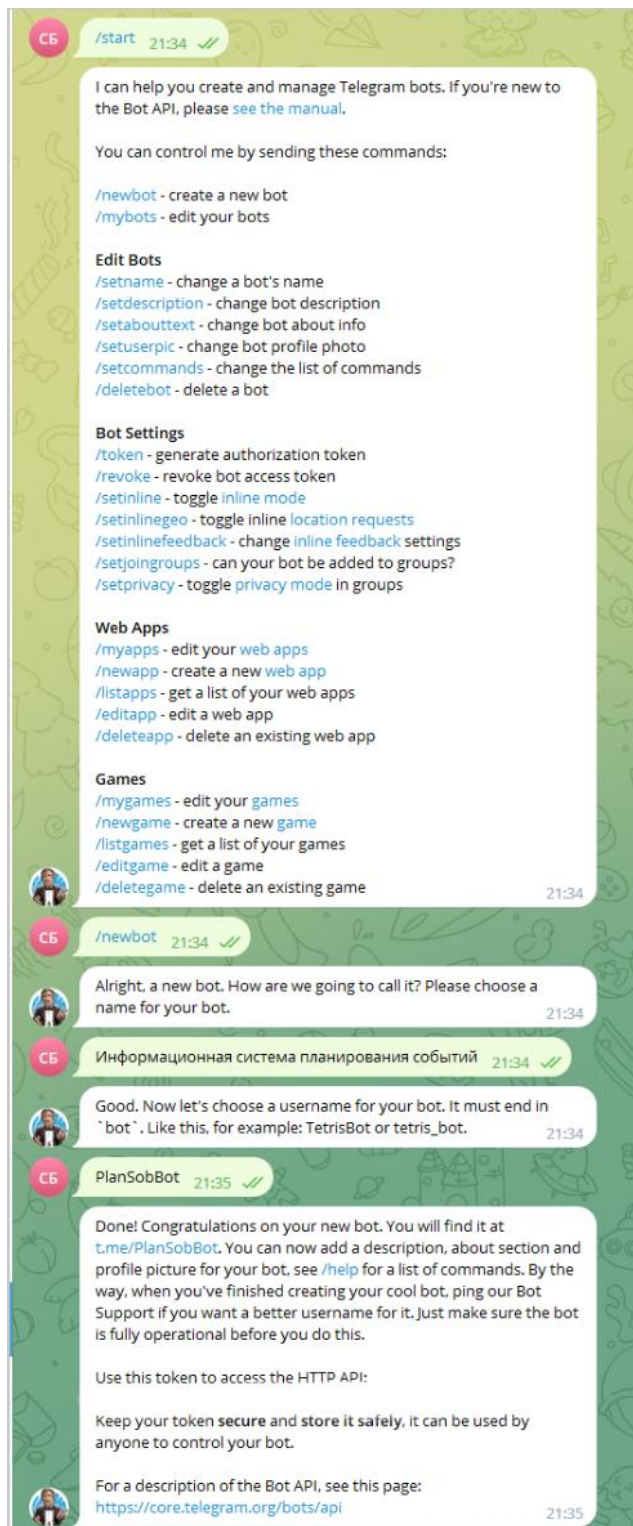 СБ
/start 21:34
I can help you create and manage Telegram bots. If you're new to
the Bot API, please see the manual.
You can control me by sending these commands:
/newbot - create a new bot
/mybots - edit your bots
Edit Bots
/setname - change a bot's name
/setdescription - change bot description
/setabouttext - change bot about info
/setuserpic - change bot profile photo
/setcommands - change the list of commands
/deletebot - delete a bot
Bot Settings
/token - generate authorization token
/revoke - revoke bot access token
/setinline - toggle inline mode
/setinlinegeo - toggle inline location requests
/setinlinefeedback - change inline feedback settings
/setjoingroups - can your bot be added to groups?
/setprivacy - toggle privacy mode in groups
Web Apps
/myapps - edit your web apps
/newapp - create a new web app
/listapps - get a list of your web apps
/editapp - edit a web app
/deleteapp - delete an existing web app
Games
/mygames - edit your games
/newgame - create a new game
/listgames - get a list of your games
/editgame - edit a game
/deletegame - delete an existing game
21:34
СБ
/newbot 21:34
Alright, a new bot. How are we going to call it? Please choose a
name for your bot.
21:34
СБ
Информационная система планирования событий 21:34
Good. Now let's choose a username for your bot. It must end in
`bot`. Like this, for example: TetrisBot or tetris_bot.
21:34
СБ
PlanSobBot 21:35
Done! Congratulations on your new bot. You will find it at
t.me/PlanSobBot. You can now add a description, about section and
profile picture for your bot, see /help for a list of commands. By the
way, when you've finished creating your cool bot, ping our Bot
Support if you want a better username for it. Just make sure the bot
is fully operational before you do this.
Use this token to access the HTTP API:
Keep your token secure and store it safely, it can be used by
anyone to control your bot.
For a description of the Bot API, see this page:
https://core.telegram.org/bots/api
21:35